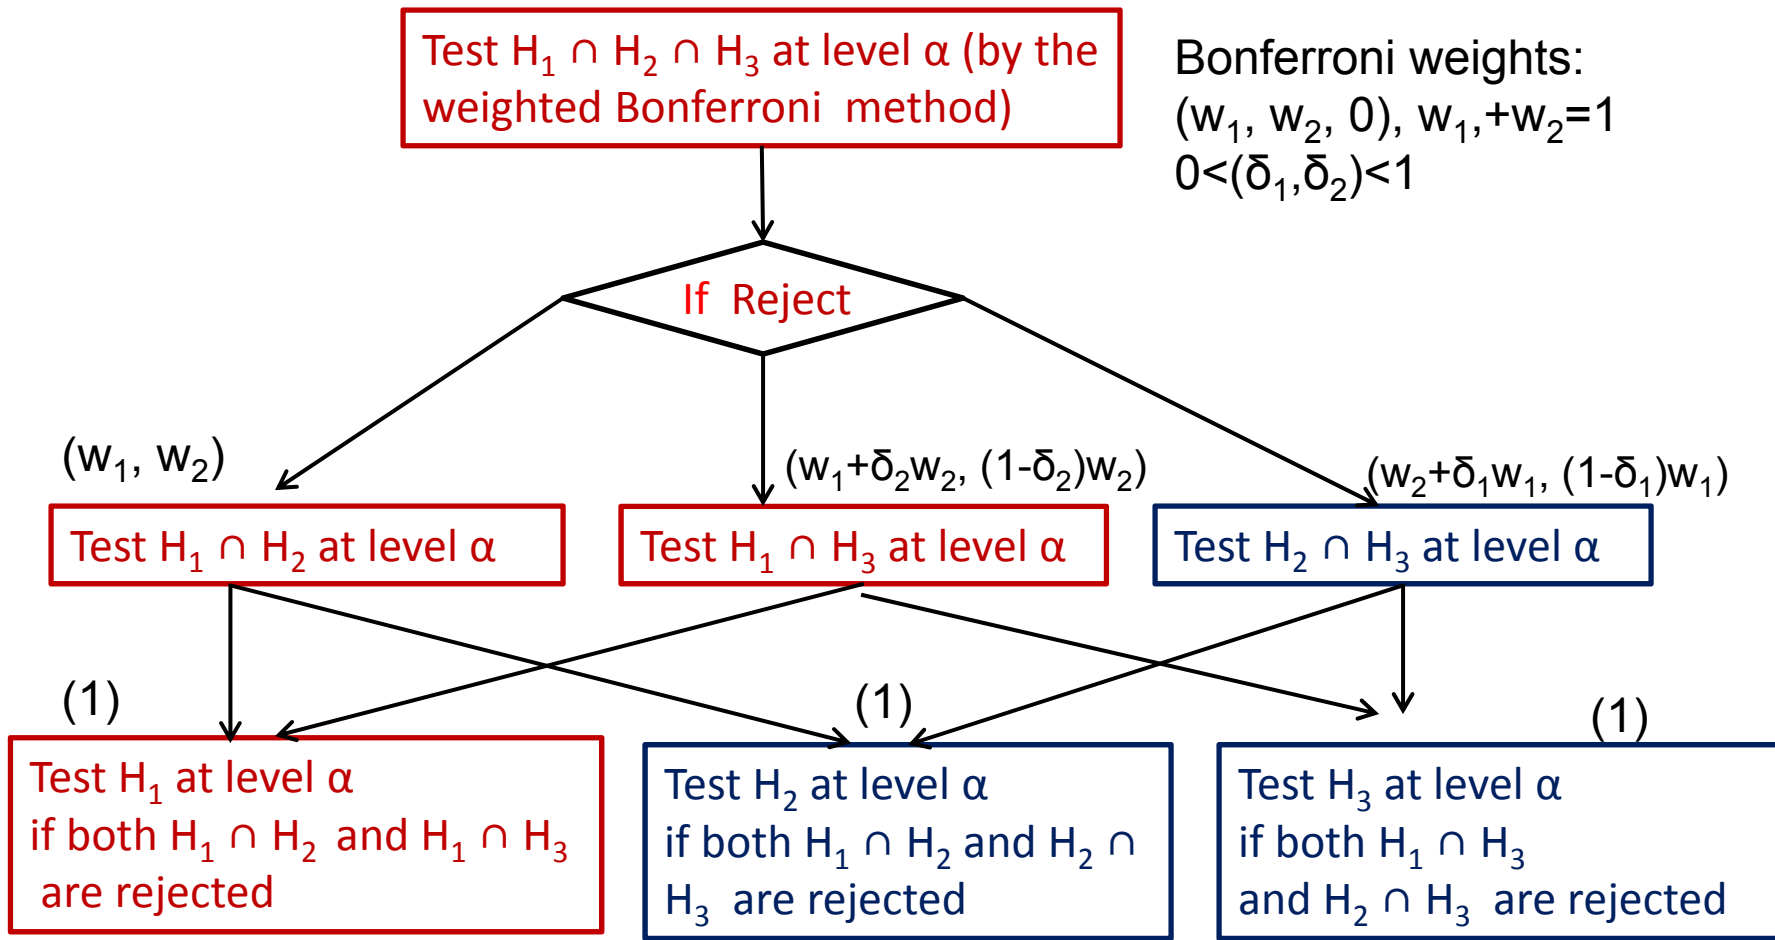 Test H₁ ∩ H₂ ∩ H₃ at level α (by the
weighted Bonferroni method)
Bonferroni weights:
(w₁, w₂, 0), w₁,+w₂=1
0<(δ₁,δ₂)<1
If Reject
(w₁, w₂)
(w₁+δ₂w₂, (1-δ₂)w₂)
(w₂+δ₁w₁, (1-δ₁)w₁)
Test H₁ ∩ H₂ at level α
Test H₁ ∩ H₃ at level α
Test H₂ ∩ H₃ at level α
(1)
(1)
(1)
Test H₁ at level α
if both H₁ ∩ H₂ and H₁ ∩ H₃
are rejected
Test H₂ at level α
if both H₁ ∩ H₂ and H₂ ∩
H₃ are rejected
Test H₃ at level α
if both H₁ ∩ H₃
and H₂ ∩ H₃ are rejected